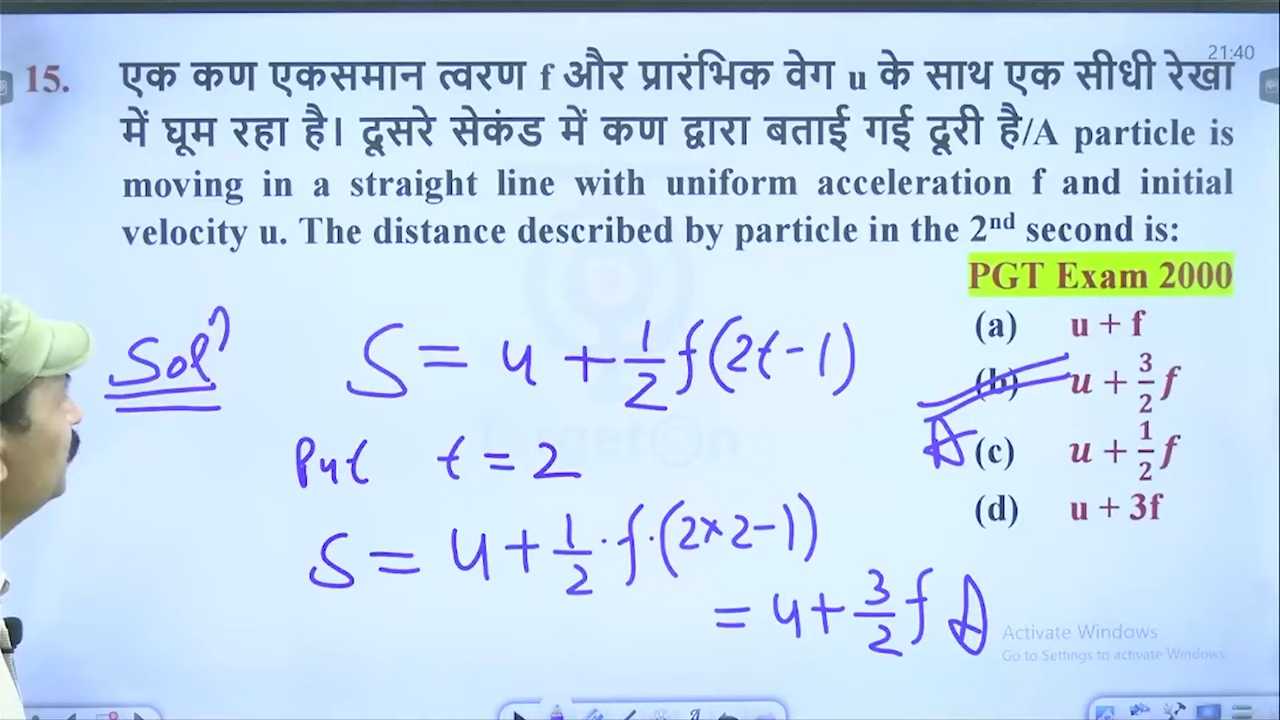 21:40
15. एक कण एकसमान त्वरण f और प्रारंभिक वेग u के साथ एक सीधी रेखा
में घूम रहा है। दूसरे सेकंड में कण द्वारा बताई गई दूरी है/A particle is
moving in a straight line with uniform acceleration f and initial
velocity u. The distance described by particle in the 2nd second is:
PGT Exam 2000
(a) u + f
(b) u + 3/2 f
(c) u + 1/2 f
(d) u + 3f
Solⁿ
S = u + 1/2 f(2t-1)
Put t = 2
S = u + 1/2 · f · (2×2-1)
= u + 3/2 f A
Target On
Activate Windows
Go to Settings to activate Windows.